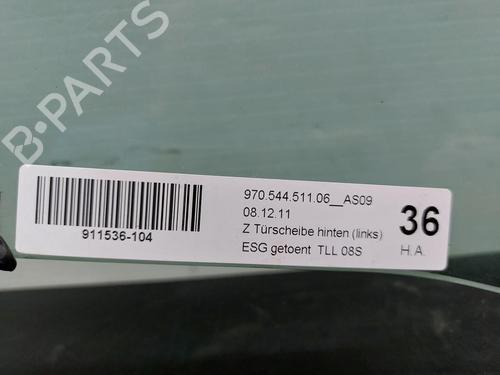 B-PARTS
911536-104
970.544.511.06__AS09
08.12.11
Z Türscheibe hinten (links)
ESG getoent TLL 08S
36
H.A.